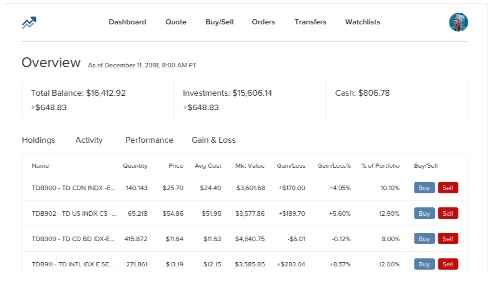 Dashboard Quote Buy/Sell Orders Transfers Watchlists
Overview As of December 11, 2018, 8:00 AM PT
Total Balance: $16,412.92 Investments: $15,606.14 Cash: $806.78
+$648.83 +$648.83
Holdings Activity Performance Gain & Loss
Name Quantity Price Avg Cost Mkt Value Gain/Loss Gain/Loss% % of Portfolio Buy/Sell
TDB900 - TD CDN INDX -E... 140.143 $25.70 $24.49 $3,601.68 +$170.00 +4.95% 10.10% Buy Sell
TDB902 - TD US INDX CS -... 65.218 $54.86 $51.95 $3,577.86 +$189.70 +5.60% 12.90% Buy Sell
TDB909 - TD CD BD IDX-E... 415.872 $11.64 $11.63 $4,840.75 -$6.01 -0.12% 8.00% Buy Sell
TDB911 - TD INTL IDX E SE... 271.861 $13.19 $12.15 $3,585.85 +$283.04 +8.57% 12.00% Buy Sell